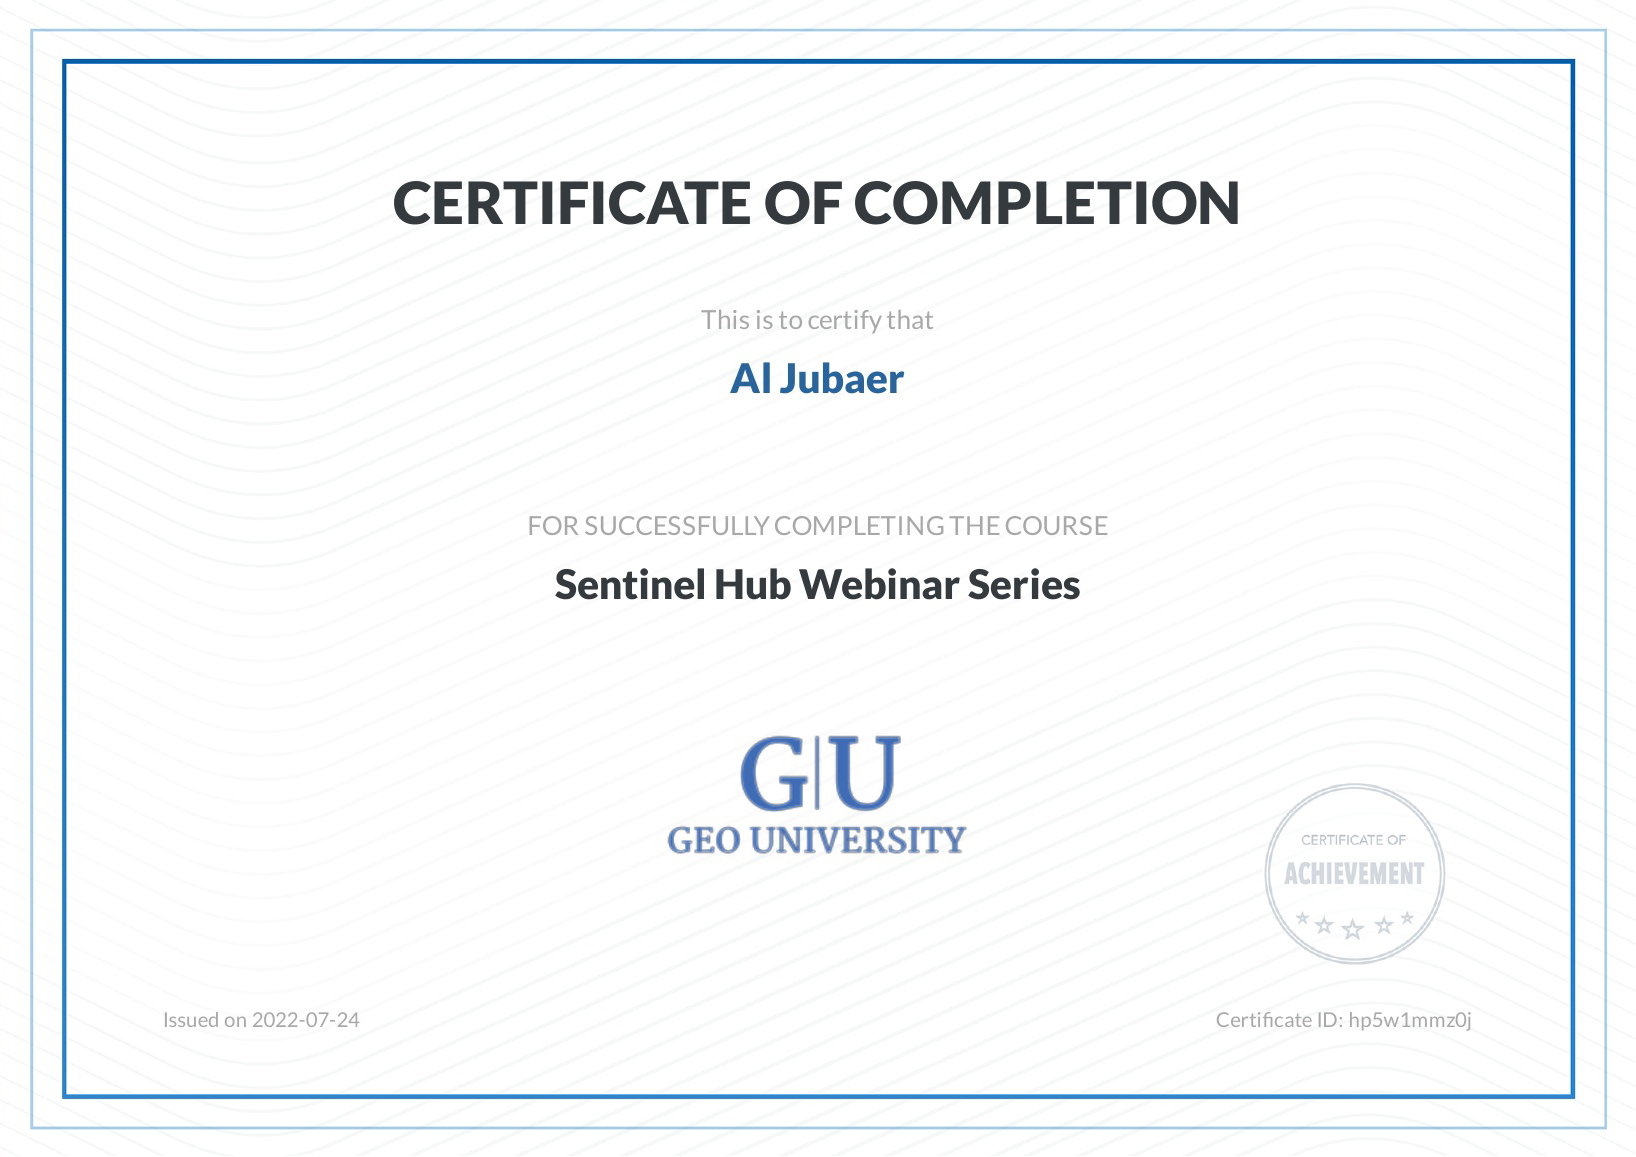 CERTIFICATE OF COMPLETION
This is to certify that
Al Jubaer
FOR SUCCESSFULLY COMPLETING THE COURSE
Sentinel Hub Webinar Series
G|U
GEO UNIVERSITY
CERTIFICATE OF
ACHIEVEMENT
Issued on 2022-07-24
Certificate ID: hp5w1mmz0j